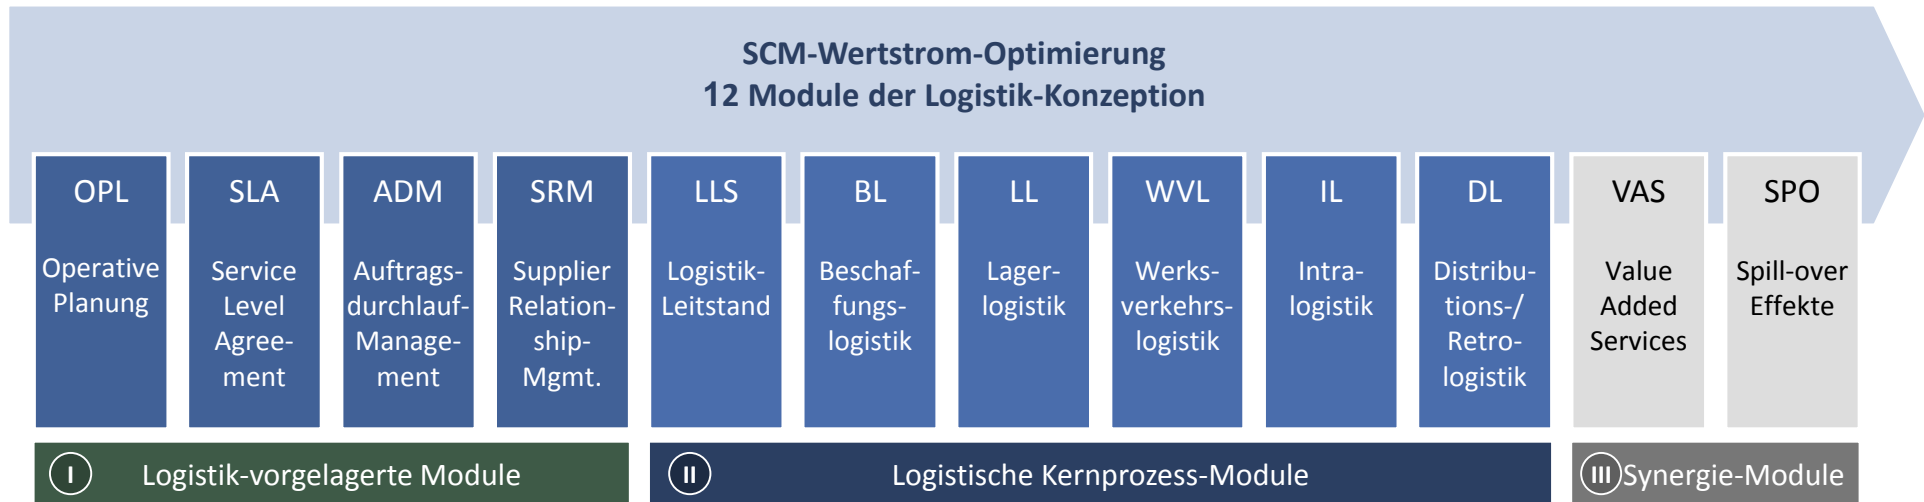 SCM-Wertstrom-Optimierung
12 Module der Logistik-Konzeption
OPL
Operative
Planung
SLA
Service
Level
Agree-
ment
ADM
Auftrags-
durchlauf-
Manage-
ment
SRM
Supplier
Relation-
ship-
Mgmt.
LLS
Logistik-
Leitstand
BL
Beschaf-
fungs-
logistik
LL
Lager-
logistik
WVL
Werks-
verkehrs-
logistik
IL
Intra-
logistik
DL
Distribu-
tions-/
Retro-
logistik
VAS
Value
Added
Services
SPO
Spill-over
Effekte
I Logistik-vorgelagerte Module
II Logistische Kernprozess-Module
III Synergie-Module